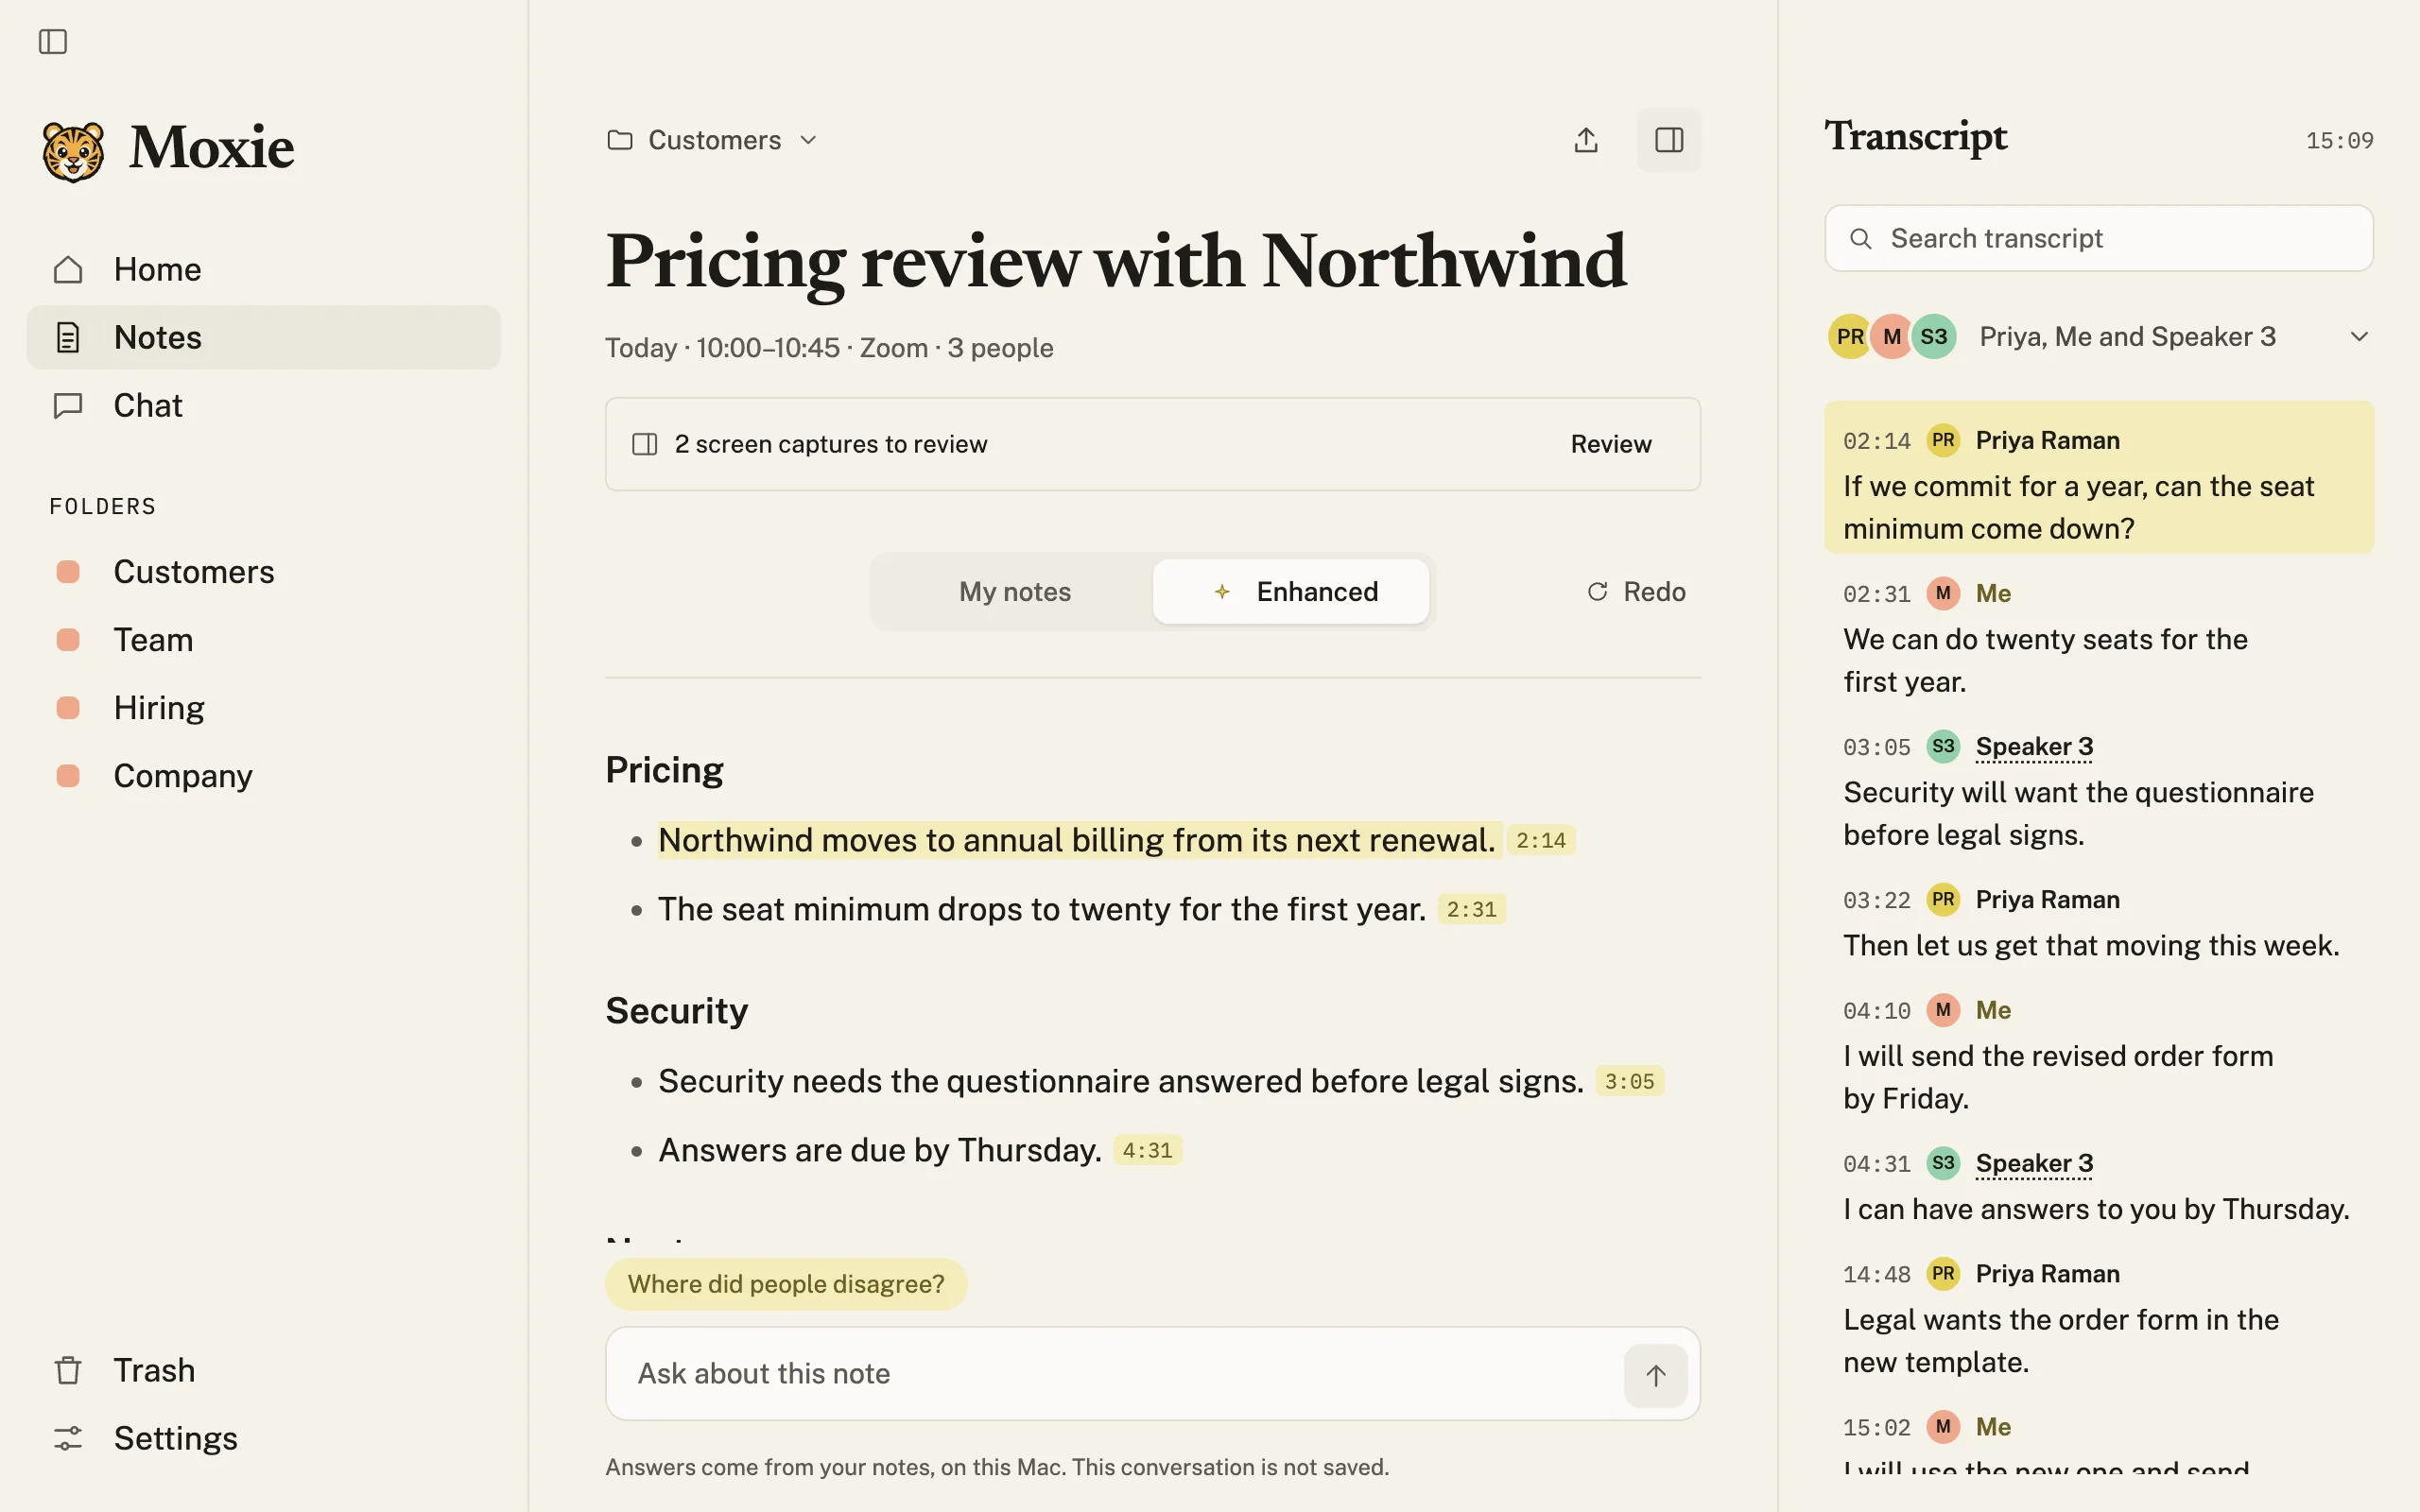 Moxie
Home
Notes
Chat
FOLDERS
Customers
Team
Hiring
Company
Trash
Settings
Customers
Pricing review with Northwind
Today · 10:00–10:45 · Zoom · 3 people
2 screen captures to review
Review
My notes
Enhanced
Redo
Pricing
Northwind moves to annual billing from its next renewal. 2:14
The seat minimum drops to twenty for the first year. 2:31
Security
Security needs the questionnaire answered before legal signs. 3:05
Answers are due by Thursday. 4:31
Where did people disagree?
Ask about this note
Answers come from your notes, on this Mac. This conversation is not saved.
Transcript
15:09
Search transcript
PR M S3 Priya, Me and Speaker 3
02:14 PR Priya Raman
If we commit for a year, can the seat
minimum come down?
02:31 M Me
We can do twenty seats for the
first year.
03:05 S3 Speaker 3
Security will want the questionnaire
before legal signs.
03:22 PR Priya Raman
Then let us get that moving this week.
04:10 M Me
I will send the revised order form
by Friday.
04:31 S3 Speaker 3
I can have answers to you by Thursday.
14:48 PR Priya Raman
Legal wants the order form in the
new template.
15:02 M Me
I will use the new one and send